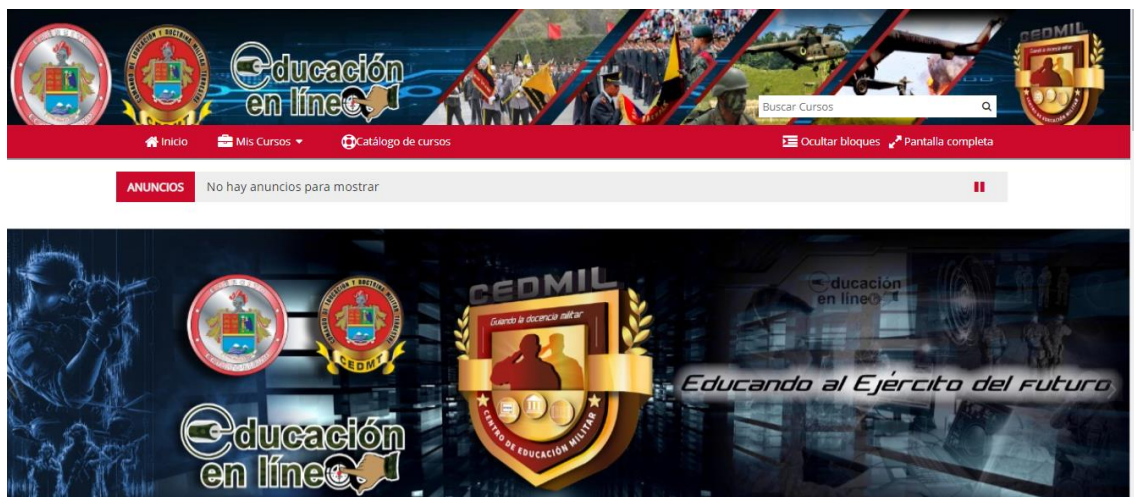 Educación
en línea
CEDMIL
Buscar Cursos
Inicio
Mis Cursos
Catálogo de cursos
Ocultar bloques
Pantalla completa
ANUNCIOS
No hay anuncios para mostrar
CEDMIL
Guiando la docencia militar
CENTRO DE EDUCACIÓN MILITAR
CEDMT
Educación
en línea
Educando al Ejército del Futuro
Educación
en línea